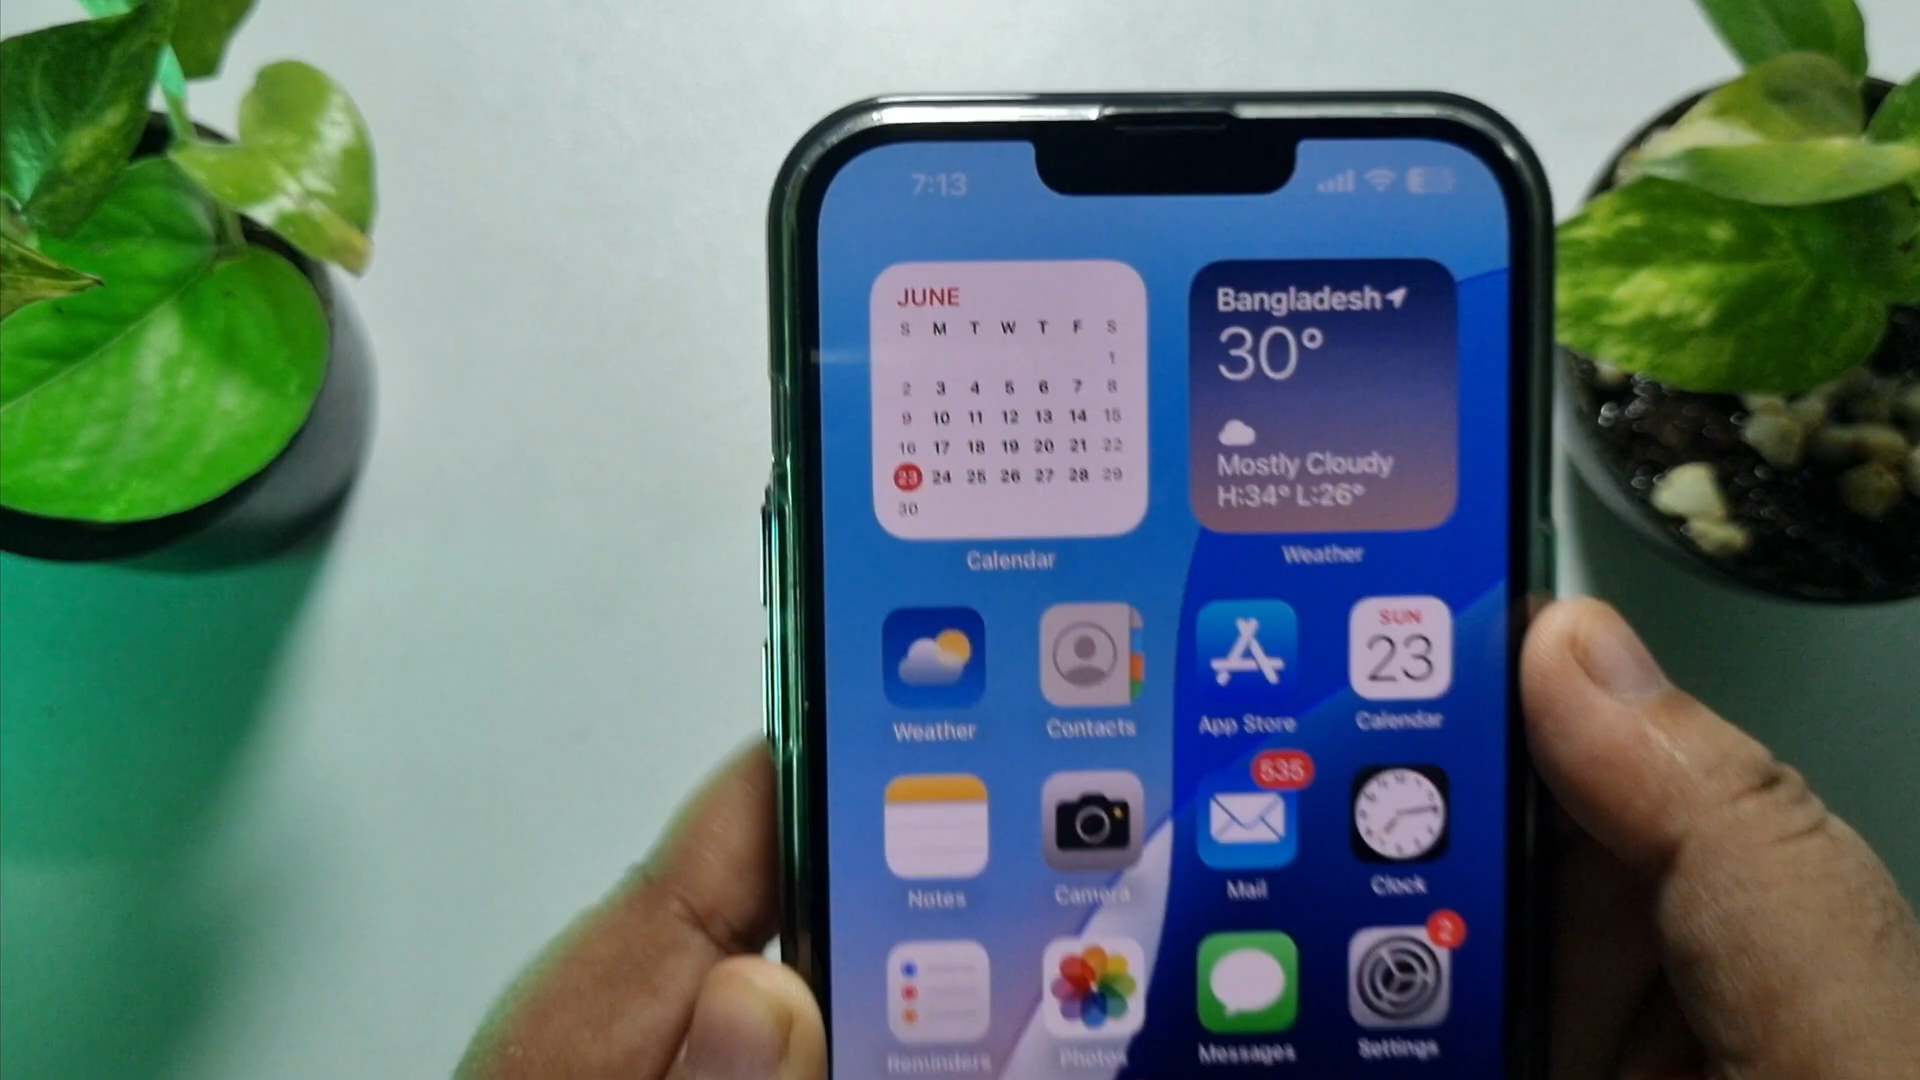 7:13
JUNE
S M T W T F S
1
2 3 4 5 6 7 8
9 10 11 12 13 14 15
16 17 18 19 20 21 22
23 24 25 26 27 28 29
30
Calendar
Bangladesh
30°
Mostly Cloudy
H:34° L:26°
Weather
SUN
23
Weather Contacts App Store Calendar
535
Notes Camera Mail Clock
2
Reminders Photos Messages Settings